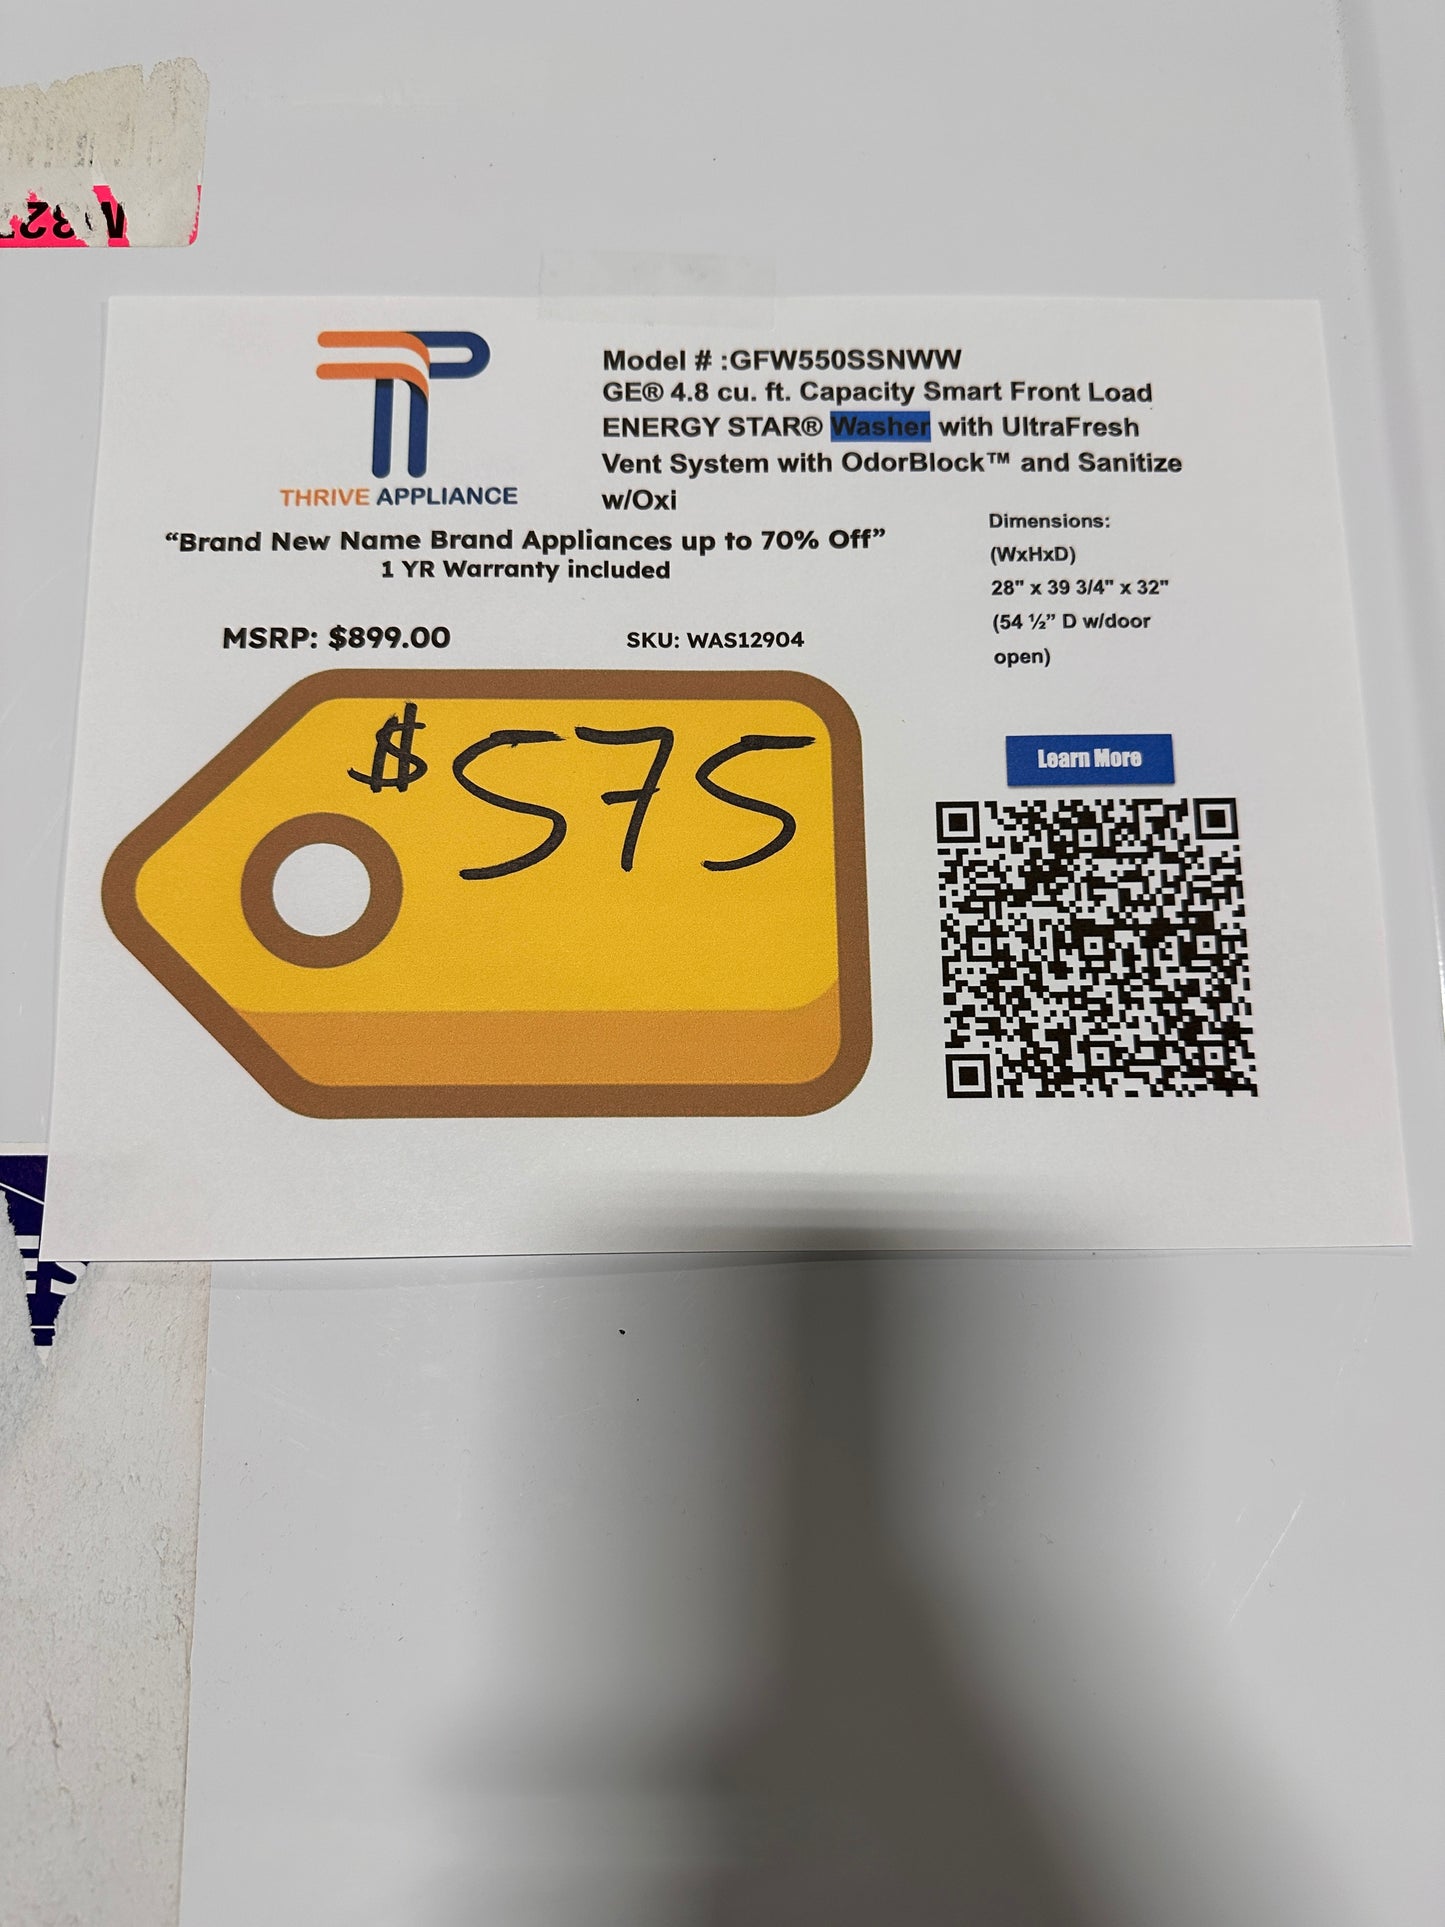 THRIVE APPLIANCE
Model # :GFW550SSNWW
GE® 4.8 cu. ft. Capacity Smart Front Load
ENERGY STAR® Washer with UltraFresh
Vent System with OdorBlock™ and Sanitize
w/Oxi
“Brand New Name Brand Appliances up to 70% Off”
1 YR Warranty included
Dimensions:
(WxHxD)
28" x 39 3/4" x 32"
(54 ½” D w/door
open)
MSRP: $899.00
SKU: WAS12904
$575
Learn More